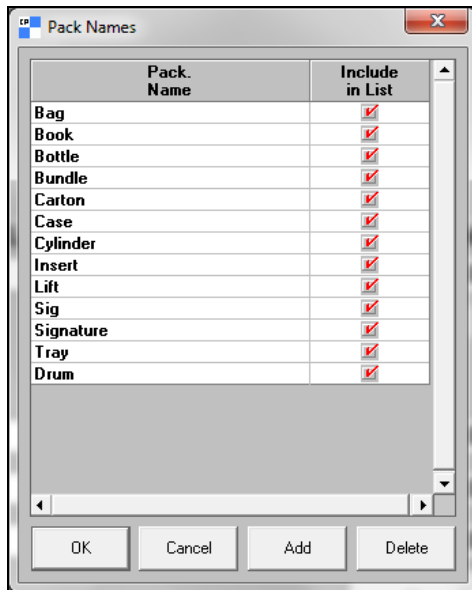 CP
Pack Names
Pack. Name
Include in List
Bag
Book
Bottle
Bundle
Carton
Case
Cylinder
Insert
Lift
Sig
Signature
Tray
Drum
OK
Cancel
Add
Delete